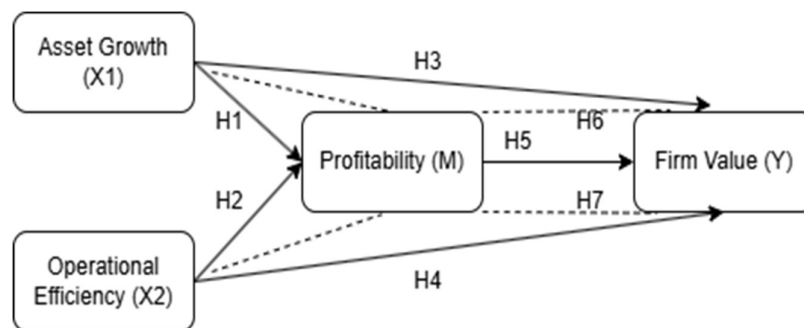 Asset Growth
(X1)
H3
H1
H6
Profitability (M)
H5
Firm Value (Y)
H2
H7
Operational
Efficiency (X2)
H4